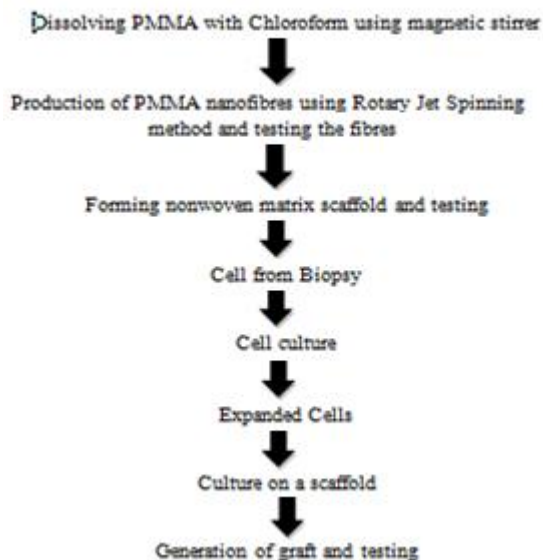 Dissolving PMMA with Chloroform using magnetic stirrer
Production of PMMA nanofibres using Rotary Jet Spinning
method and testing the fibres
Forming nonwoven matrix scaffold and testing
Cell from Biopsy
Cell culture
Expanded Cells
Culture on a scaffold
Generation of graft and testing